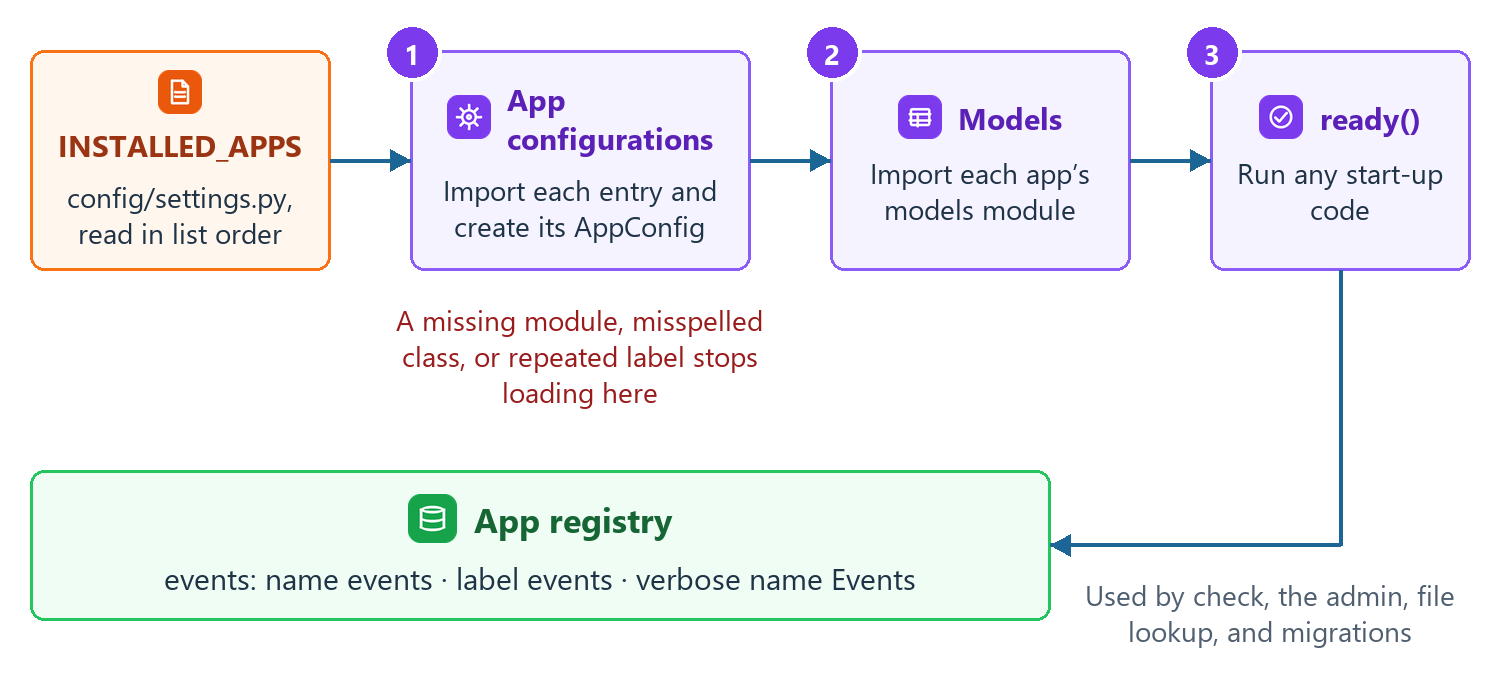 INSTALLED_APPS
config/settings.py,
read in list order
1
App
configurations
Import each entry and
create its AppConfig
2
Models
Import each app’s
models module
3
ready()
Run any start-up
code
A missing module, misspelled
class, or repeated label stops
loading here
App registry
events: name events · label events · verbose name Events
Used by check, the admin, file
lookup, and migrations